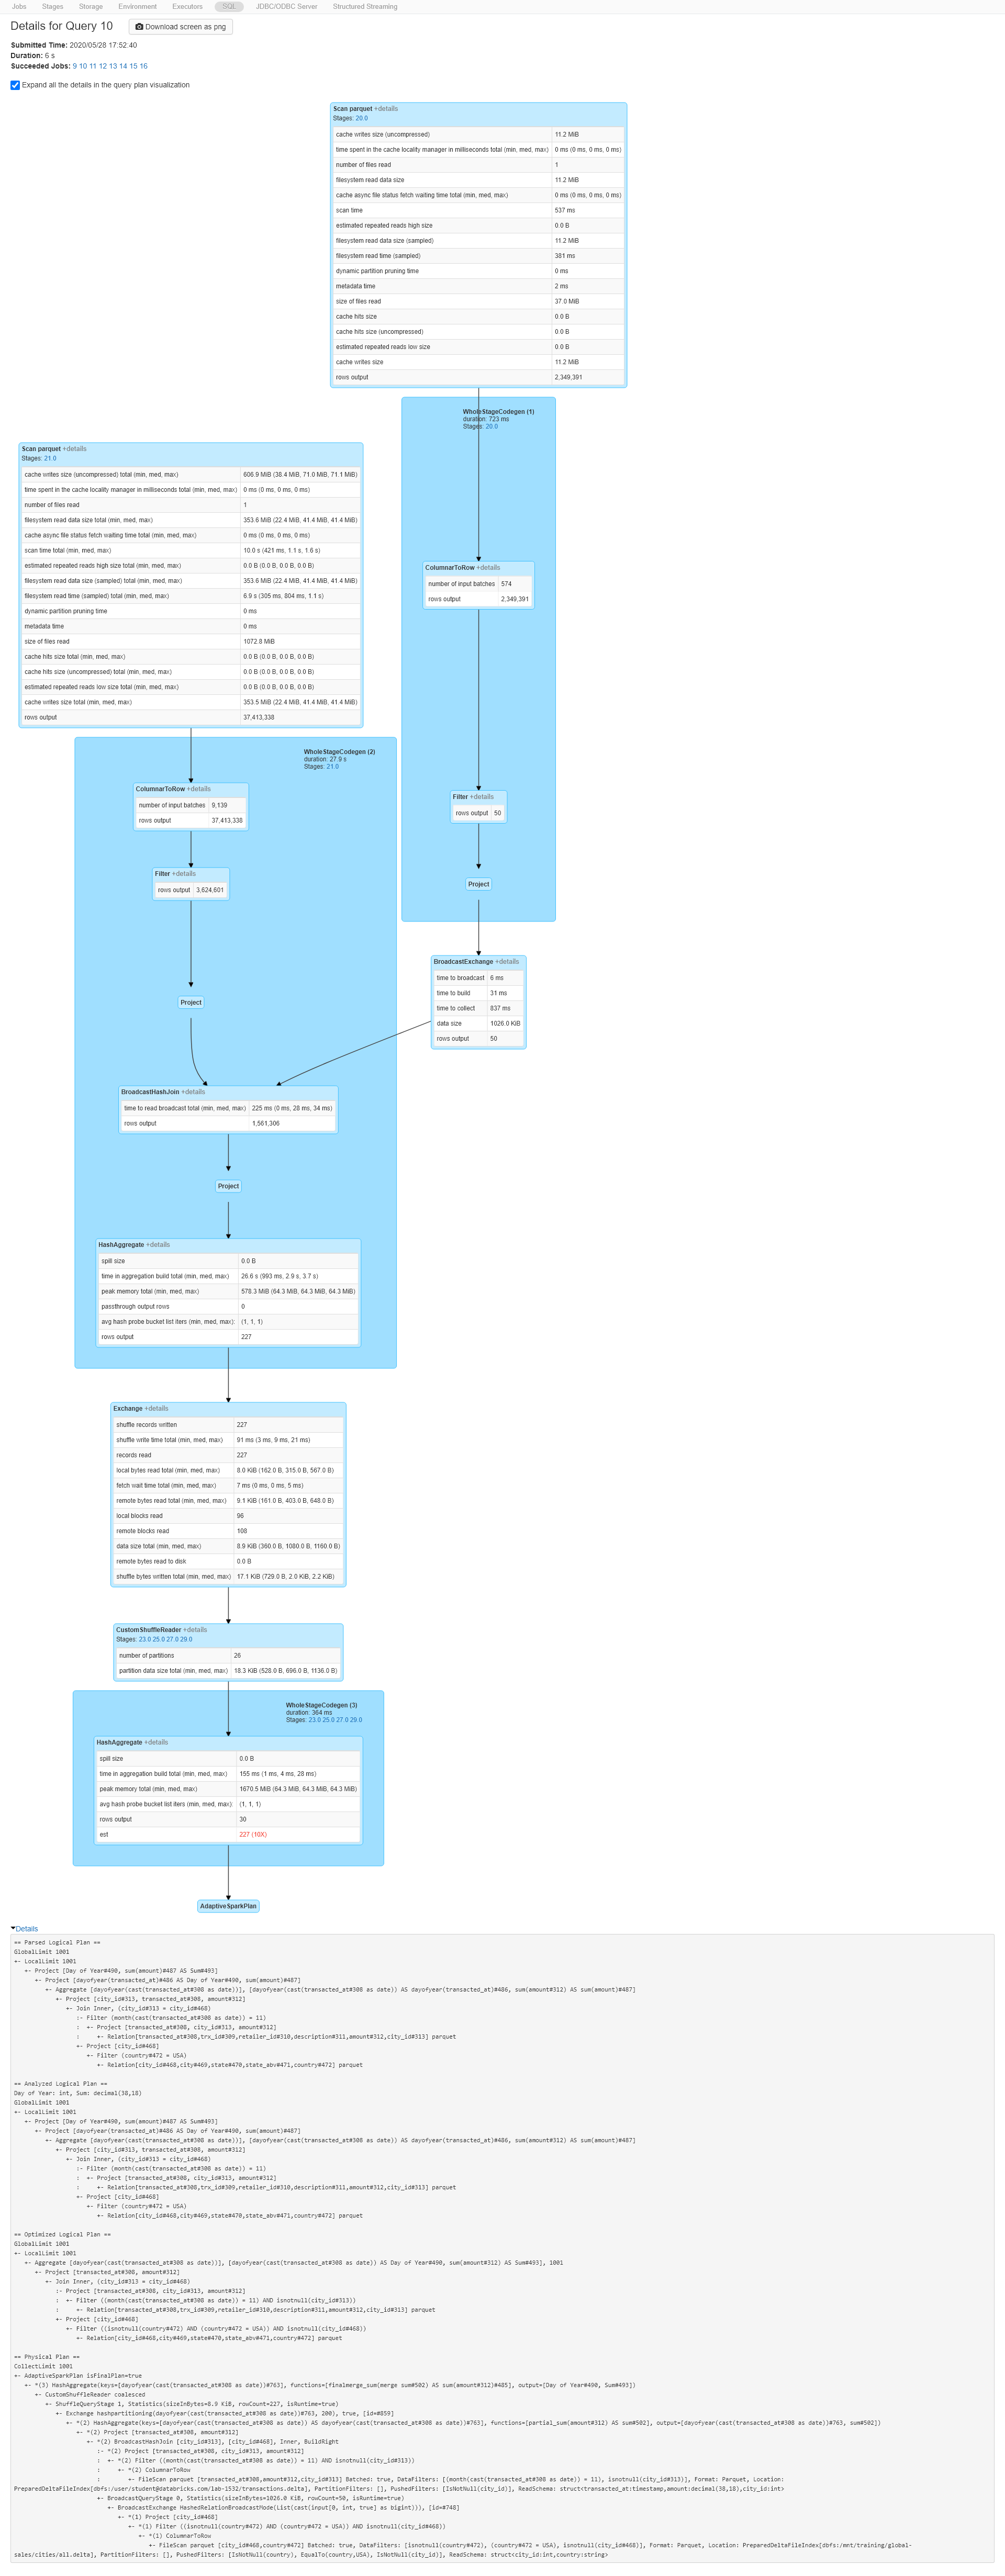 Jobs Stages Storage Environment Executors SQL JDBC/ODBC Server Structured Streaming
Details for Query 10 Download screen as png
Submitted Time: 2020/05/28 17:52:40
Duration: 6 s
Succeeded Jobs: 9 10 11 12 13 14 15 16
Expand all the details in the query plan visualization
Scan parquet +details
Stages: 20.0
cache writes size (uncompressed) 11.2 MiB
time spent in the cache locality manager in milliseconds total (min, med, max) 0 ms (0 ms, 0 ms, 0 ms)
number of files read 1
filesystem read data size 11.2 MiB
cache async file status fetch waiting time total (min, med, max) 0 ms (0 ms, 0 ms, 0 ms)
scan time 537 ms
estimated repeated reads high size 0.0 B
filesystem read data size (sampled) 11.2 MiB
filesystem read time (sampled) 381 ms
dynamic partition pruning time 0 ms
metadata time 2 ms
size of files read 37.0 MiB
cache hits size 0.0 B
cache hits size (uncompressed) 0.0 B
estimated repeated reads low size 0.0 B
cache writes size 11.2 MiB
rows output 2,349,391
WholeStageCodegen (1)
duration: 723 ms
Stages: 20.0
Scan parquet +details
Stages: 21.0
cache writes size (uncompressed) total (min, med, max) 606.9 MiB (38.4 MiB, 71.0 MiB, 71.1 MiB)
time spent in the cache locality manager in milliseconds total (min, med, max) 0 ms (0 ms, 0 ms, 0 ms)
number of files read 1
filesystem read data size total (min, med, max) 353.6 MiB (22.4 MiB, 41.4 MiB, 41.4 MiB)
cache async file status fetch waiting time total (min, med, max) 0 ms (0 ms, 0 ms, 0 ms)
scan time total (min, med, max) 10.0 s (421 ms, 1.1 s, 1.6 s)
estimated repeated reads high size total (min, med, max) 0.0 B (0.0 B, 0.0 B, 0.0 B)
filesystem read data size (sampled) total (min, med, max) 353.6 MiB (22.4 MiB, 41.4 MiB, 41.4 MiB)
filesystem read time (sampled) total (min, med, max) 6.9 s (305 ms, 804 ms, 1.1 s)
dynamic partition pruning time 0 ms
metadata time 0 ms
size of files read 1072.8 MiB
cache hits size total (min, med, max) 0.0 B (0.0 B, 0.0 B, 0.0 B)
cache hits size (uncompressed) total (min, med, max) 0.0 B (0.0 B, 0.0 B, 0.0 B)
estimated repeated reads low size total (min, med, max) 0.0 B (0.0 B, 0.0 B, 0.0 B)
cache writes size total (min, med, max) 353.5 MiB (22.4 MiB, 41.4 MiB, 41.4 MiB)
rows output 37,413,338
ColumnarToRow +details
number of input batches 574
rows output 2,349,391
WholeStageCodegen (2)
duration: 27.9 s
Stages: 21.0
ColumnarToRow +details
number of input batches 9,139
rows output 37,413,338
Filter +details
rows output 50
Filter +details
rows output 3,624,601
Project
BroadcastExchange +details
time to broadcast 6 ms
time to build 31 ms
time to collect 837 ms
data size 1026.0 KiB
rows output 50
Project
BroadcastHashJoin +details
time to read broadcast total (min, med, max) 225 ms (0 ms, 28 ms, 34 ms)
rows output 1,561,306
Project
HashAggregate +details
spill size 0.0 B
time in aggregation build total (min, med, max) 26.6 s (993 ms, 2.9 s, 3.7 s)
peak memory total (min, med, max) 578.3 MiB (64.3 MiB, 64.3 MiB, 64.3 MiB)
passthrough output rows 0
avg hash probe bucket list iters (min, med, max): (1, 1, 1)
rows output 227
Exchange +details
shuffle records written 227
shuffle write time total (min, med, max) 91 ms (3 ms, 9 ms, 21 ms)
records read 227
local bytes read total (min, med, max) 8.0 KiB (162.0 B, 315.0 B, 567.0 B)
fetch wait time total (min, med, max) 7 ms (0 ms, 0 ms, 5 ms)
remote bytes read total (min, med, max) 9.1 KiB (161.0 B, 403.0 B, 648.0 B)
local blocks read 96
remote blocks read 108
data size total (min, med, max) 8.9 KiB (360.0 B, 1080.0 B, 1160.0 B)
remote bytes read to disk 0.0 B
shuffle bytes written total (min, med, max) 17.1 KiB (729.0 B, 2.0 KiB, 2.2 KiB)
CustomShuffleReader +details
Stages: 23.0 25.0 27.0 29.0
number of partitions 26
partition data size total (min, med, max) 18.3 KiB (528.0 B, 696.0 B, 1136.0 B)
WholeStageCodegen (3)
duration: 364 ms
Stages: 23.0 25.0 27.0 29.0
HashAggregate +details
spill size 0.0 B
time in aggregation build total (min, med, max) 155 ms (1 ms, 4 ms, 28 ms)
peak memory total (min, med, max) 1670.5 MiB (64.3 MiB, 64.3 MiB, 64.3 MiB)
avg hash probe bucket list iters (min, med, max): (1, 1, 1)
rows output 30
est 227 (10X)
AdaptiveSparkPlan
Details
== Parsed Logical Plan ==
GlobalLimit 1001
+- LocalLimit 1001
+- Project [Day of Year#490, sum(amount)#487 AS Sum#493]
+- Project [dayofyear(transacted_at)#486 AS Day of Year#490, sum(amount)#487]
+- Aggregate [dayofyear(cast(transacted_at#308 as date))], [dayofyear(cast(transacted_at#308 as date)) AS dayofyear(transacted_at)#486, sum(amount#312) AS sum(amount)#487]
+- Project [city_id#313, transacted_at#308, amount#312]
+- Join Inner, (city_id#313 = city_id#468)
:- Filter (month(cast(transacted_at#308 as date)) = 11)
: +- Project [transacted_at#308, city_id#313, amount#312]
: +- Relation[transacted_at#308,trx_id#309,retailer_id#310,description#311,amount#312,city_id#313] parquet
+- Project [city_id#468]
+- Filter (country#472 = USA)
+- Relation[city_id#468,city#469,state#470,state_abv#471,country#472] parquet
== Analyzed Logical Plan ==
Day of Year: int, Sum: decimal(38,18)
GlobalLimit 1001
+- LocalLimit 1001
+- Project [Day of Year#490, sum(amount)#487 AS Sum#493]
+- Project [dayofyear(transacted_at)#486 AS Day of Year#490, sum(amount)#487]
+- Aggregate [dayofyear(cast(transacted_at#308 as date))], [dayofyear(cast(transacted_at#308 as date)) AS dayofyear(transacted_at)#486, sum(amount#312) AS sum(amount)#487]
+- Project [city_id#313, transacted_at#308, amount#312]
+- Join Inner, (city_id#313 = city_id#468)
:- Filter (month(cast(transacted_at#308 as date)) = 11)
: +- Project [transacted_at#308, city_id#313, amount#312]
: +- Relation[transacted_at#308,trx_id#309,retailer_id#310,description#311,amount#312,city_id#313] parquet
+- Project [city_id#468]
+- Filter (country#472 = USA)
+- Relation[city_id#468,city#469,state#470,state_abv#471,country#472] parquet
== Optimized Logical Plan ==
GlobalLimit 1001
+- LocalLimit 1001
+- Aggregate [dayofyear(cast(transacted_at#308 as date))], [dayofyear(cast(transacted_at#308 as date)) AS Day of Year#490, sum(amount#312) AS Sum#493], 1001
+- Project [transacted_at#308, amount#312]
+- Join Inner, (city_id#313 = city_id#468)
:- Project [transacted_at#308, city_id#313, amount#312]
: +- Filter ((month(cast(transacted_at#308 as date)) = 11) AND isnotnull(city_id#313))
: +- Relation[transacted_at#308,trx_id#309,retailer_id#310,description#311,amount#312,city_id#313] parquet
+- Project [city_id#468]
+- Filter ((isnotnull(country#472) AND (country#472 = USA)) AND isnotnull(city_id#468))
+- Relation[city_id#468,city#469,state#470,state_abv#471,country#472] parquet
== Physical Plan ==
CollectLimit 1001
+- AdaptiveSparkPlan isFinalPlan=true
+- *(3) HashAggregate(keys=[dayofyear(cast(transacted_at#308 as date))#763], functions=[finalmerge_sum(merge sum#502) AS sum(amount#312)#485], output=[Day of Year#490, Sum#493])
+- CustomShuffleReader coalesced
+- ShuffleQueryStage 1, Statistics(sizeInBytes=8.9 KiB, rowCount=227, isRuntime=true)
+- Exchange hashpartitioning(dayofyear(cast(transacted_at#308 as date))#763, 200), true, [id=#859]
+- *(2) HashAggregate(keys=[dayofyear(cast(transacted_at#308 as date)) AS dayofyear(cast(transacted_at#308 as date))#763], functions=[partial_sum(amount#312) AS sum#502], output=[dayofyear(cast(transacted_at#308 as date))#763, sum#502])
+- *(2) Project [transacted_at#308, amount#312]
+- *(2) BroadcastHashJoin [city_id#313], [city_id#468], Inner, BuildRight
:- *(2) Project [transacted_at#308, city_id#313, amount#312]
: +- *(2) Filter ((month(cast(transacted_at#308 as date)) = 11) AND isnotnull(city_id#313))
: +- *(2) ColumnarToRow
: +- FileScan parquet [transacted_at#308,amount#312,city_id#313] Batched: true, DataFilters: [(month(cast(transacted_at#308 as date)) = 11), isnotnull(city_id#313)], Format: Parquet, Location:
PreparedDeltaFileIndex[dbfs:/user/student@databricks.com/lab-1532/transactions.delta], PartitionFilters: [], PushedFilters: [IsNotNull(city_id)], ReadSchema: struct<transacted_at:timestamp,amount:decimal(38,18),city_id:int>
+- BroadcastQueryStage 0, Statistics(sizeInBytes=1026.0 KiB, rowCount=50, isRuntime=true)
+- BroadcastExchange HashedRelationBroadcastMode(List(cast(input[0, int, true] as bigint))), [id=#748]
+- *(1) Project [city_id#468]
+- *(1) Filter ((isnotnull(country#472) AND (country#472 = USA)) AND isnotnull(city_id#468))
+- *(1) ColumnarToRow
+- FileScan parquet [city_id#468,country#472] Batched: true, DataFilters: [isnotnull(country#472), (country#472 = USA), isnotnull(city_id#468)], Format: Parquet, Location: PreparedDeltaFileIndex[dbfs:/mnt/training/global-
sales/cities/all.delta], PartitionFilters: [], PushedFilters: [IsNotNull(country), EqualTo(country,USA), IsNotNull(city_id)], ReadSchema: struct<city_id:int,country:string>